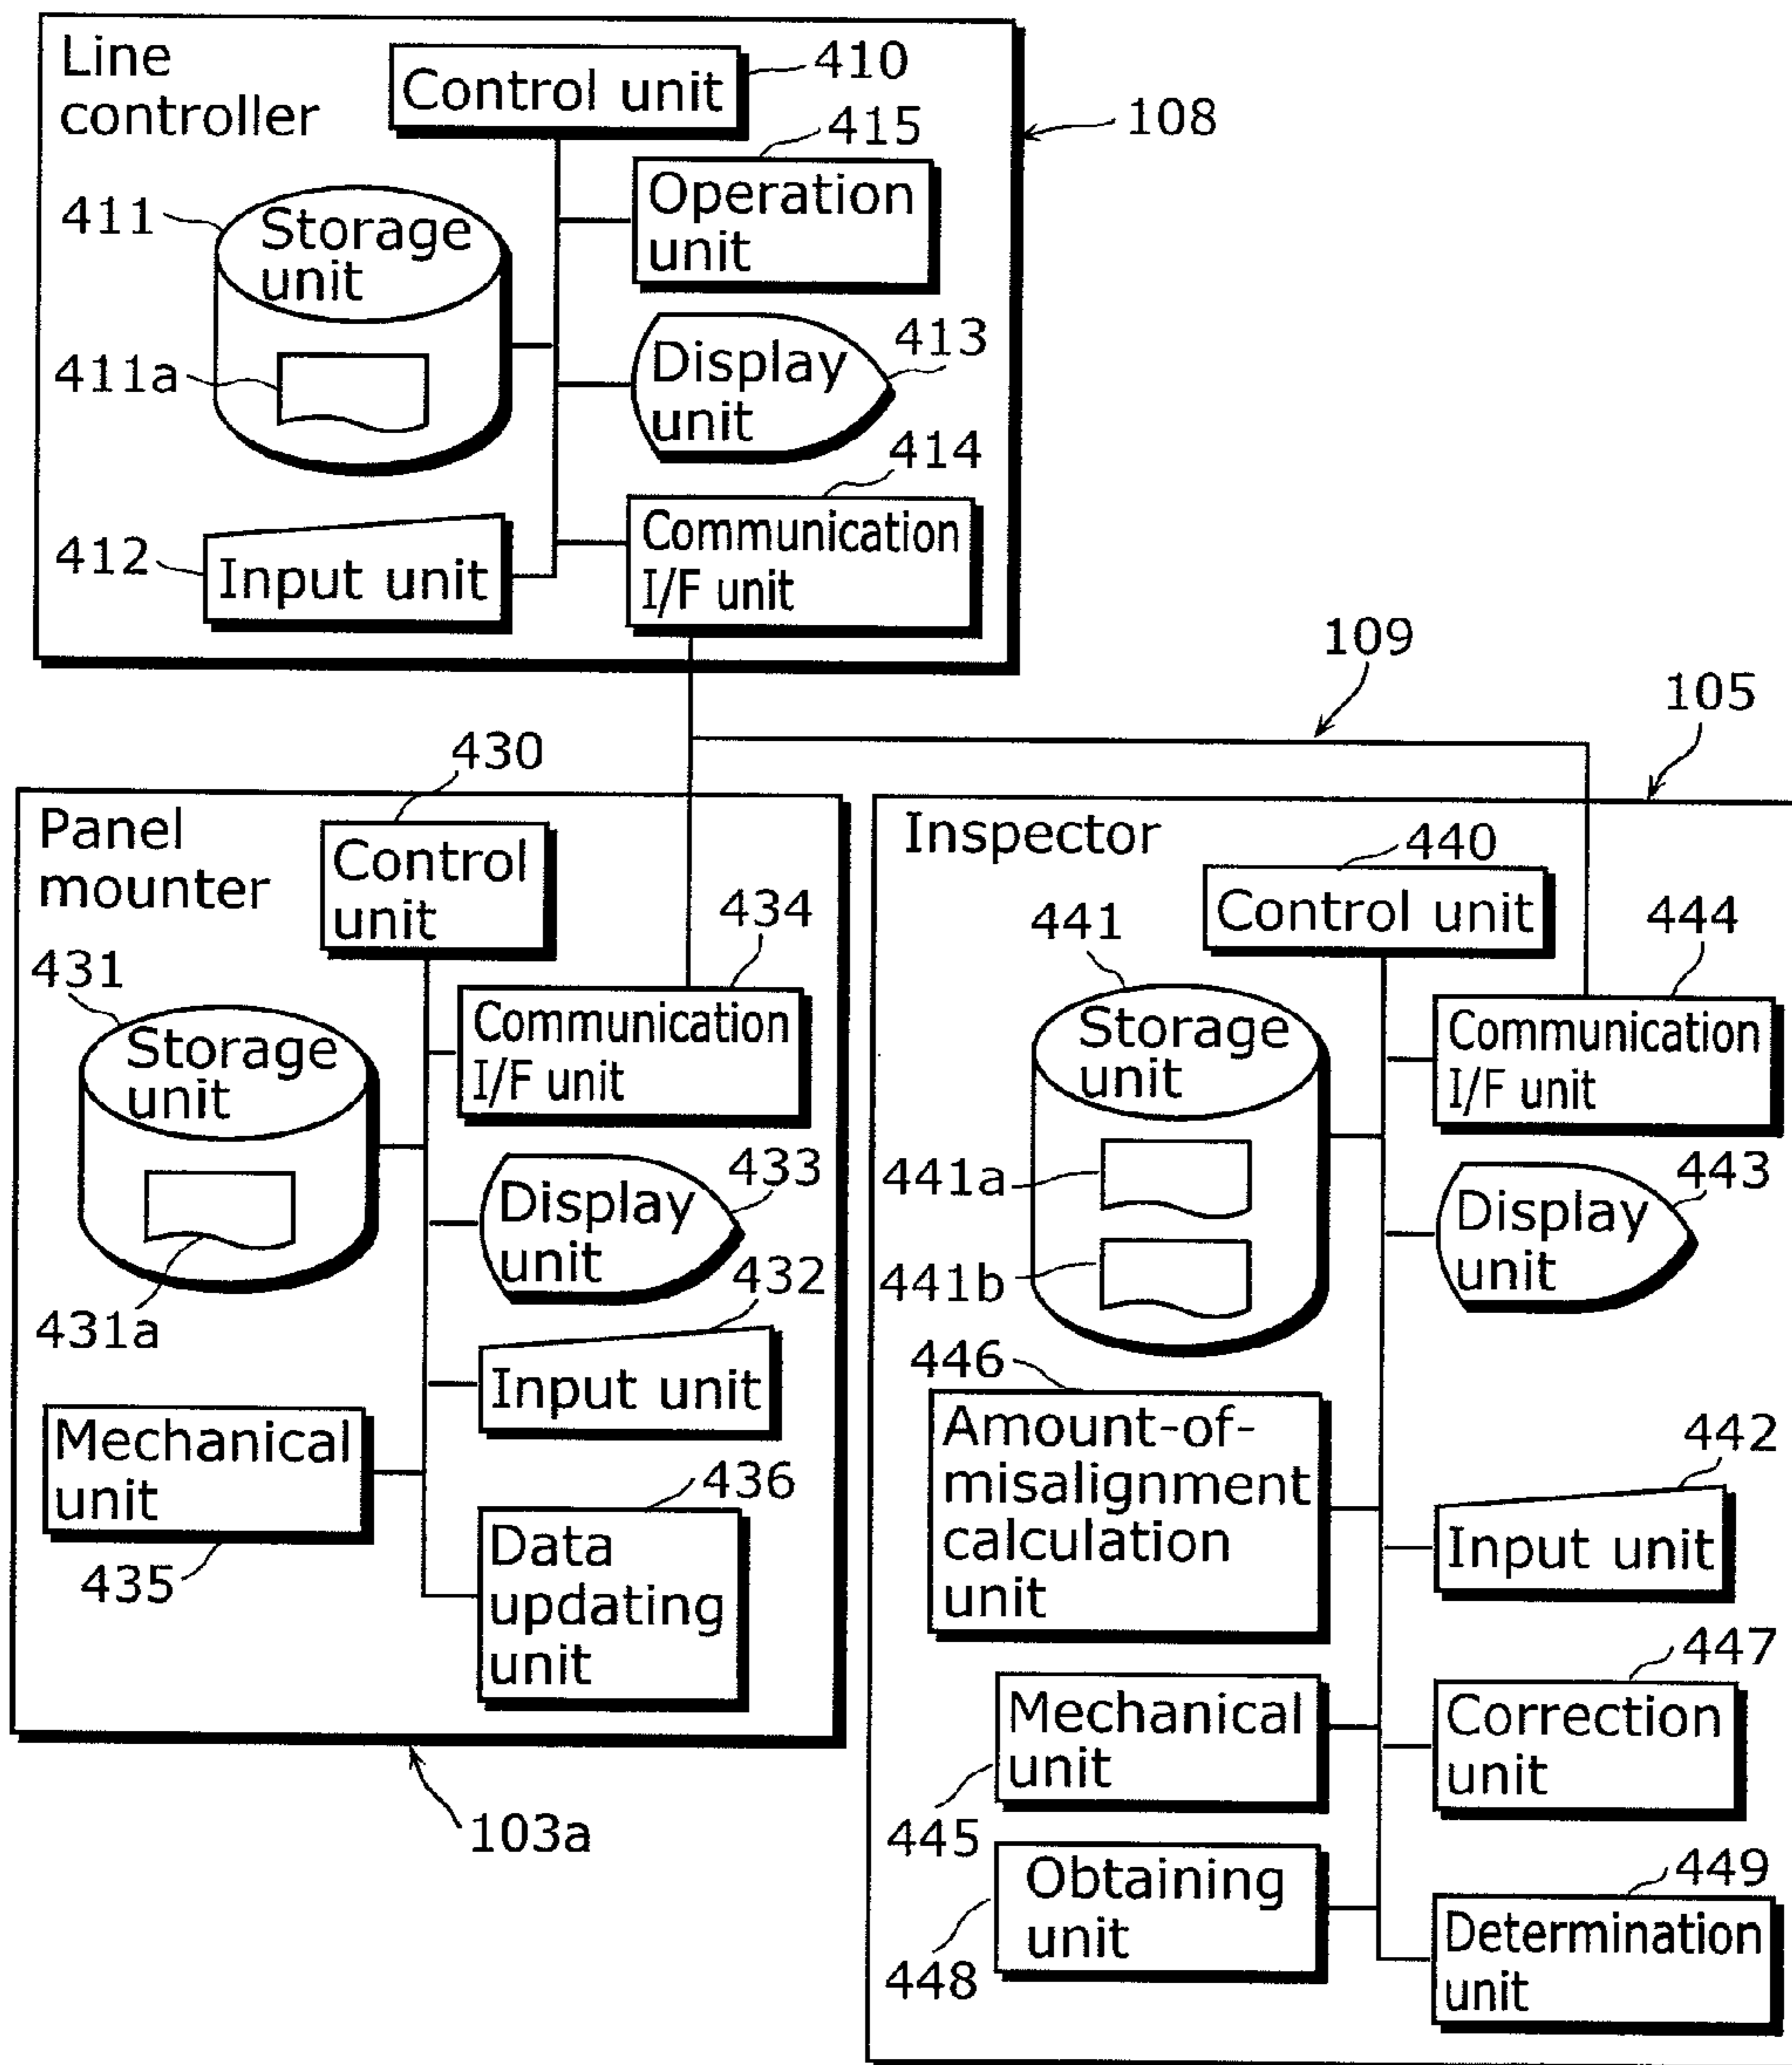 Line
controller
Control unit
410
108
415
Operation
unit
411
Storage
unit
411a
413
Display
unit
414
Communication
I/F unit
412
Input unit
109
105
430
Panel
mounter
Control
unit
434
Communication
I/F unit
431
Storage
unit
431a
433
Display
unit
432
Input unit
Mechanical
unit
435
436
Data
updating
unit
103a
Inspector
440
Control unit
441
Storage
unit
444
Communication
I/F unit
441a
441b
443
Display
unit
446
Amount-of-
misalignment
calculation
unit
442
Input unit
447
Correction
unit
Mechanical
unit
445
Obtaining
unit
448
449
Determination
unit